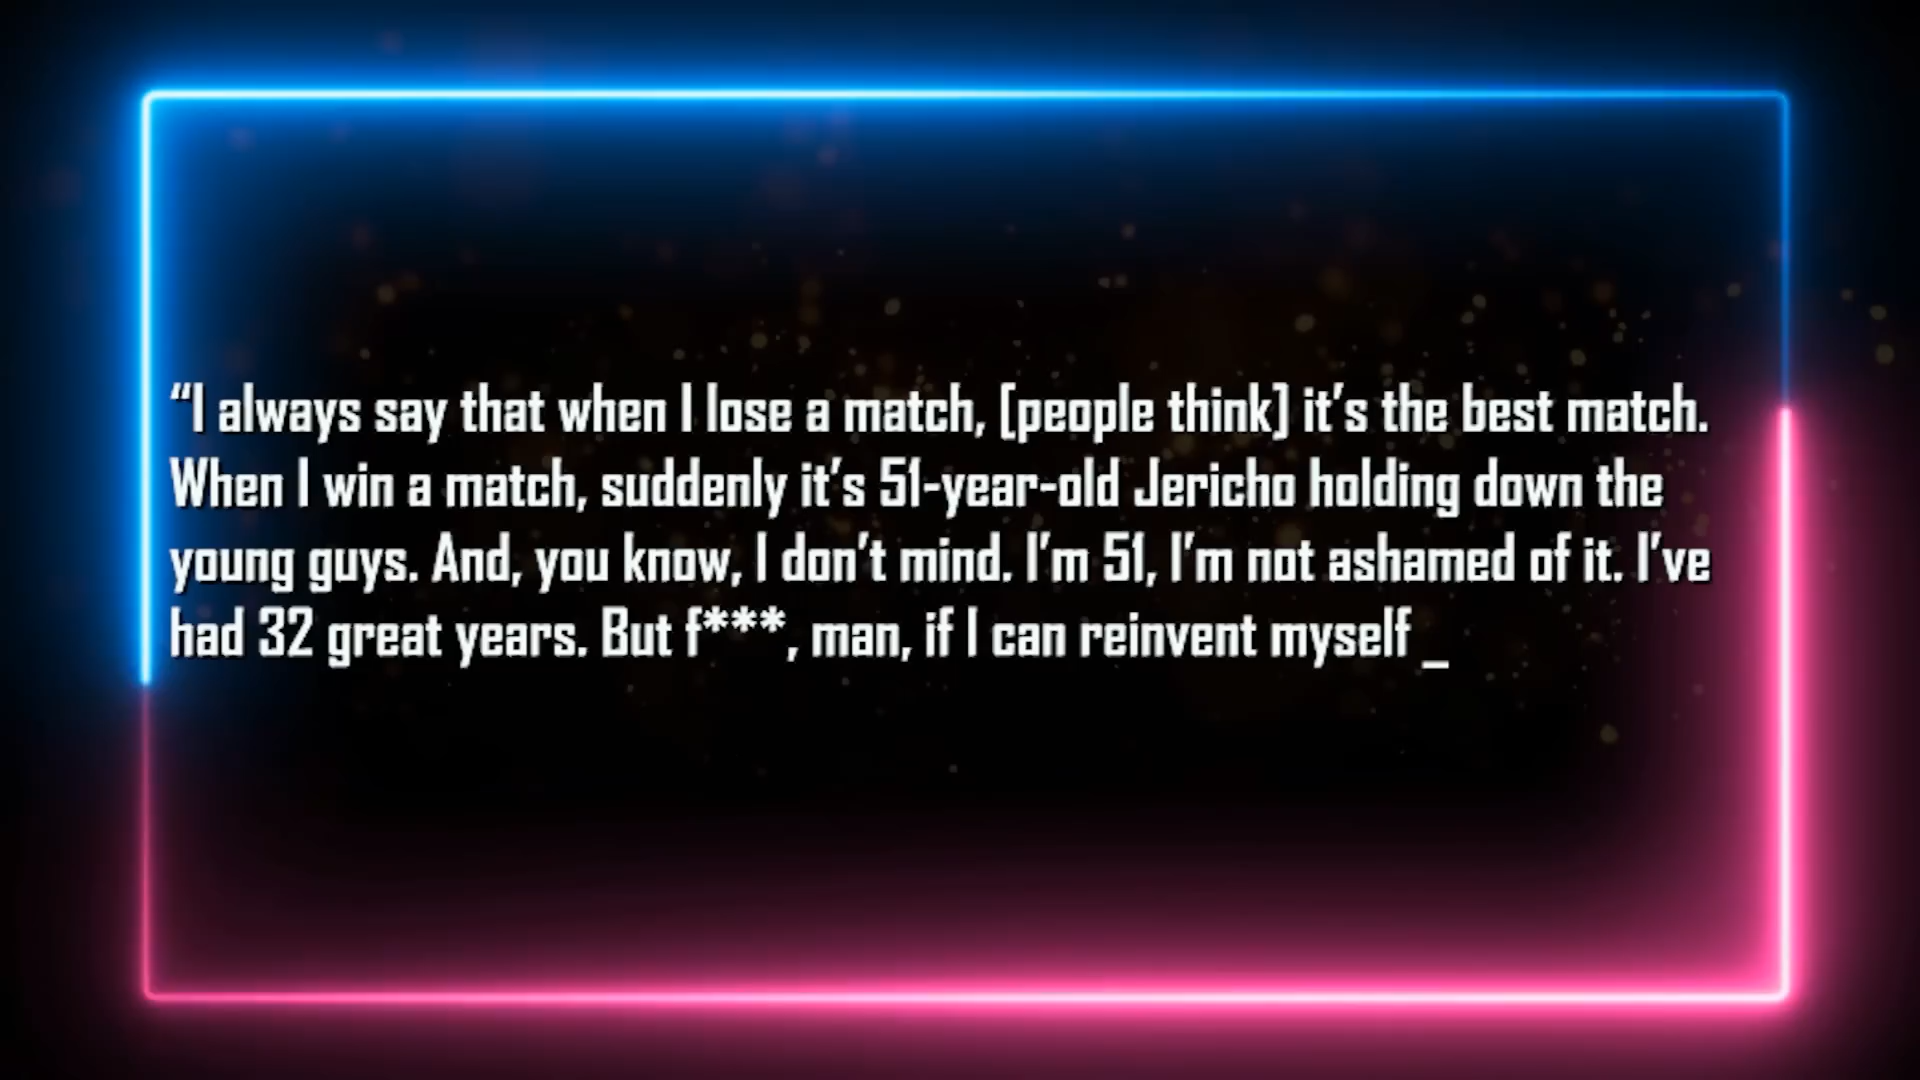 “I always say that when I lose a match, [people think] it’s the best match.
When I win a match, suddenly it’s 51-year-old Jericho holding down the
young guys. And, you know, I don’t mind. I’m 51, I’m not ashamed of it. I’ve
had 32 great years. But f***, man, if I can reinvent myself _